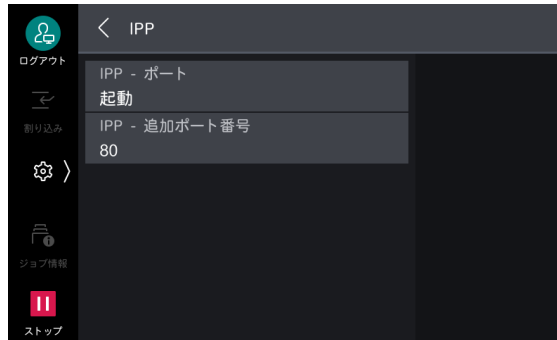 IPP
ログアウト
IPP - ポート
起動
割り込み
IPP - 追加ポート番号
80
ジョブ情報
ストップ